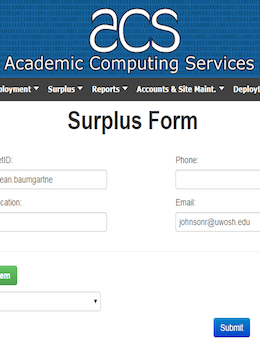 acs
Academic Computing Services
ployment Surplus Reports Accounts & Site Maint. Deployt
Surplus Form
etID: Phone:
ean.baumgartne
cation: Email:
johnsonr@uwosh.edu
em
Submit